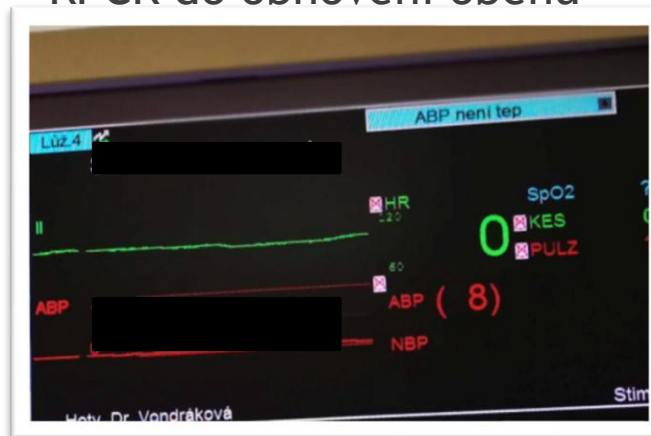 KPCR do obnovení oběhu
ABP není tep
Lůž.4
HR
120
II
0
SpO2
?
KES
PULZ
60
ABP
ABP ( 8)
NBP
Stim
Hoty, Dr. Vondráková